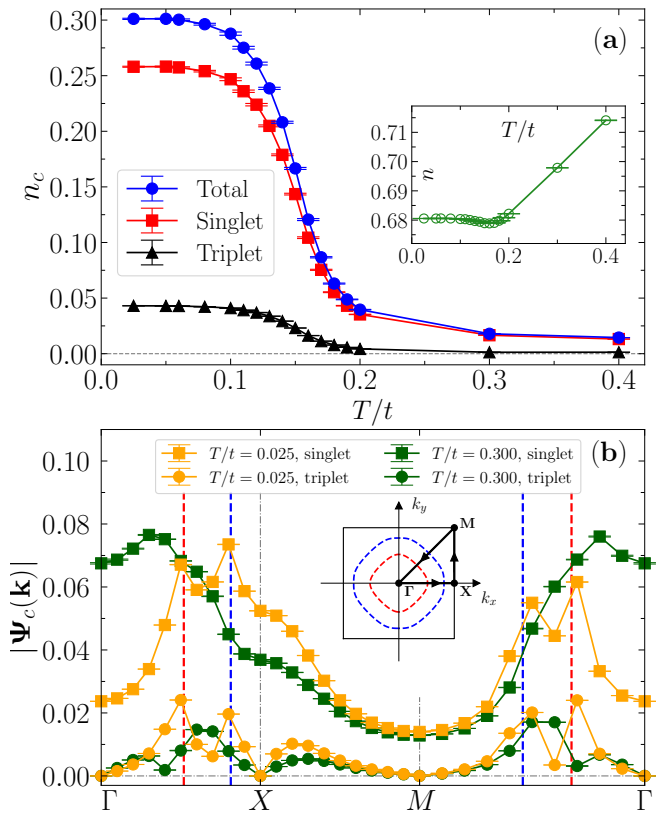 (a)
0.30
0.25
0.20
0.15
0.10
0.05
0.00
n_c
Total
Singlet
Triplet
T/t
0.71
0.70
0.69
0.68
n
0.0
0.2
0.4
0.0
0.1
0.2
0.3
0.4
T/t
(b)
T/t = 0.025, singlet
T/t = 0.025, triplet
T/t = 0.300, singlet
T/t = 0.300, triplet
0.10
0.08
0.06
0.04
0.02
0.00
|Ψ_c(k)|
k_y
M
Γ
X
k_x
Γ
X
M
Γ